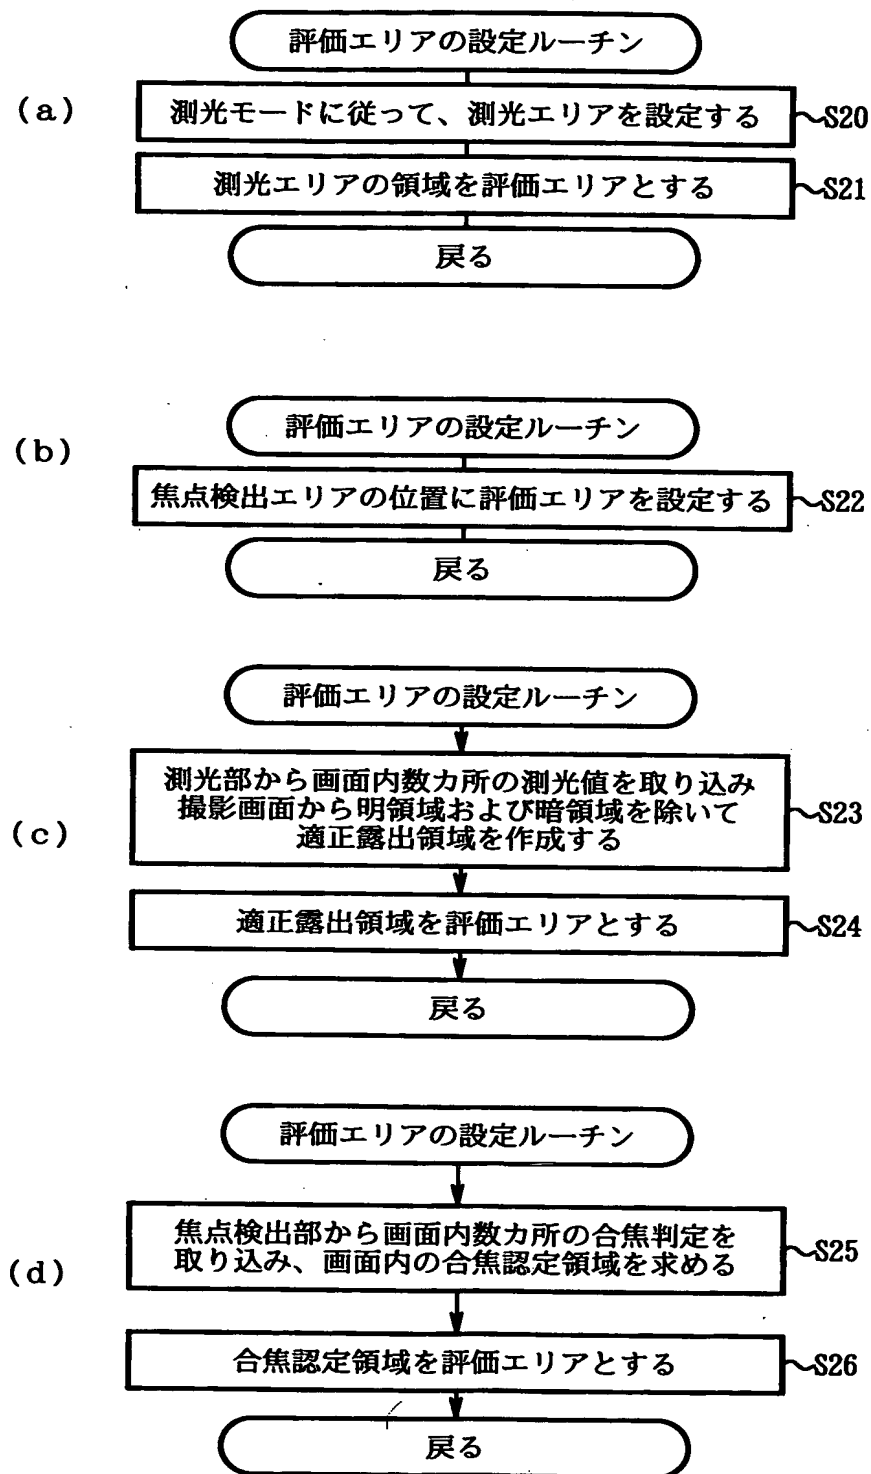 評価エリアの設定ルーチン
(a)
測光モードに従って、測光エリアを設定する
S20
測光エリアの領域を評価エリアとする
S21
戻る
評価エリアの設定ルーチン
(b)
焦点検出エリアの位置に評価エリアを設定する
S22
戻る
評価エリアの設定ルーチン
(c)
測光部から画面内数カ所の測光値を取り込み
撮影画面から明領域および暗領域を除いて
適正露出領域を作成する
S23
適正露出領域を評価エリアとする
S24
戻る
評価エリアの設定ルーチン
(d)
焦点検出部から画面内数カ所の合焦判定を
取り込み、画面内の合焦認定領域を求める
S25
合焦認定領域を評価エリアとする
S26
戻る